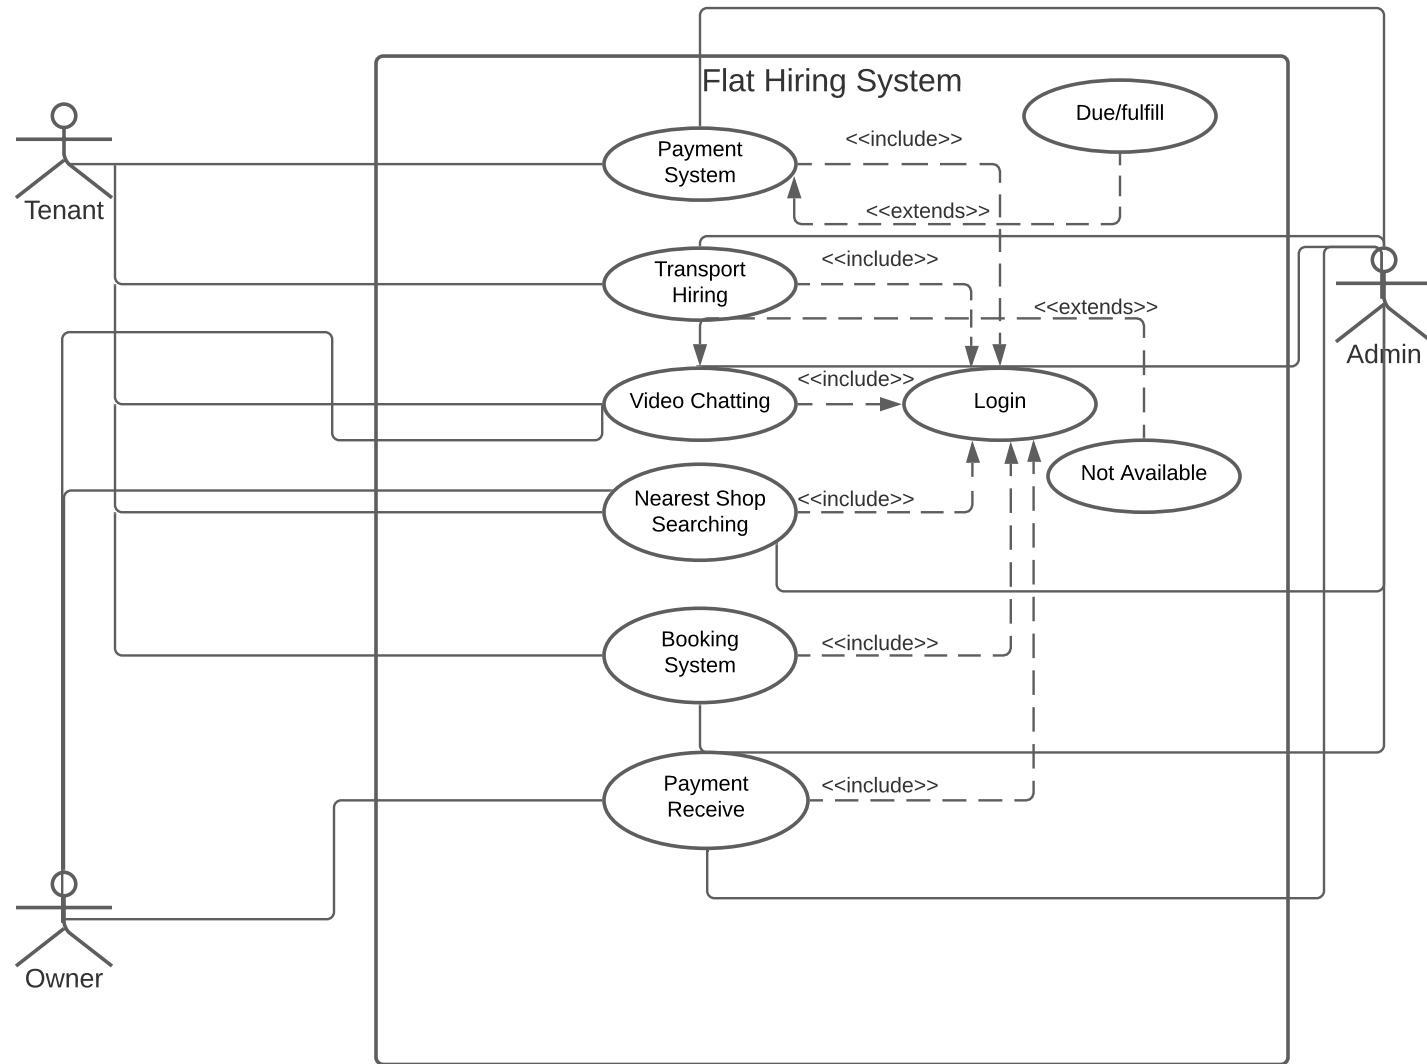 Flat Hiring System
Due/fulfill
<<include>>
Payment
System
Tenant
<<extends>>
<<include>>
Transport
Hiring
<<extends>>
Admin
<<include>>
Video Chatting
Login
Not Available
Nearest Shop
Searching
<<include>>
Booking
System
<<include>>
Payment
Receive
<<include>>
Owner